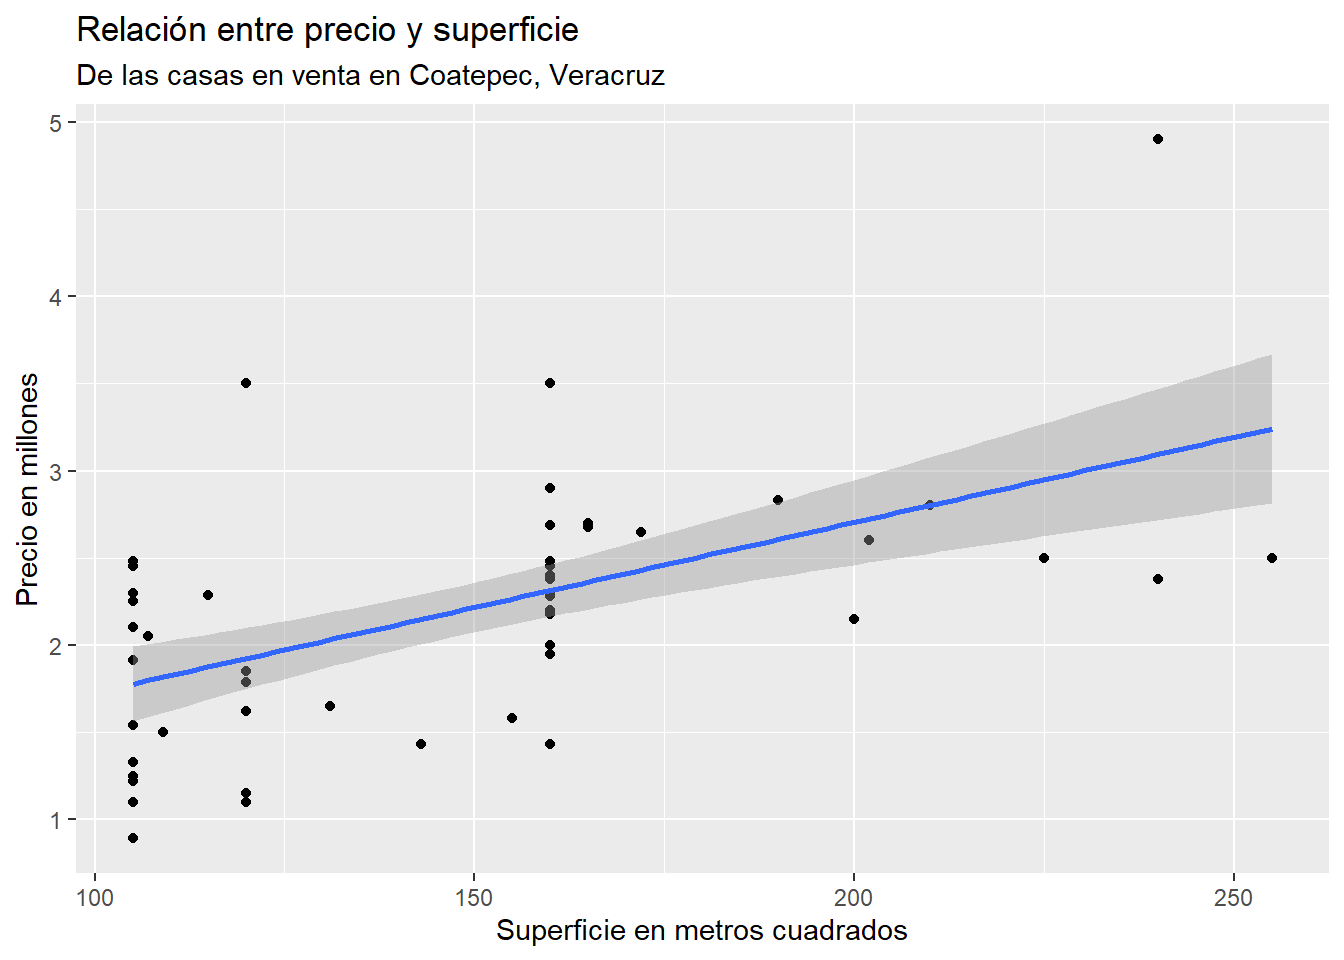 Relación entre precio y superficie
De las casas en venta en Coatepec, Veracruz
5
4
3
2
1
Precio en millones
100 150 200 250
Superficie en metros cuadrados